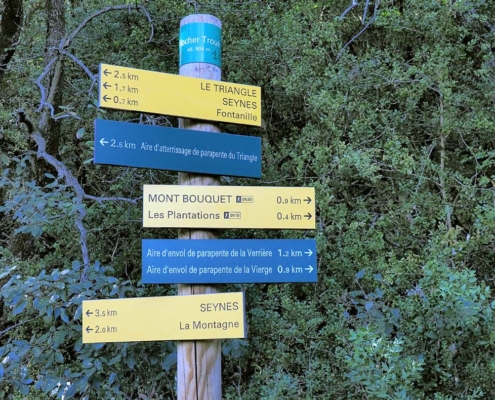 Rocher Troué
← 2.5 km LE TRIANGLE
← 1.7 km SEYNES
← 0.7 km Fontanille
← 2.5 km Aire d'atterrissage de parapente du Triangle
MONT BOUQUET 0.9 km →
Les Plantations 0.4 km →
Aire d'envol de parapente de la Verrière 1.2 km →
Aire d'envol de parapente de la Vierge 0.9 km →
← 3.5 km SEYNES
← 2.0 km La Montagne